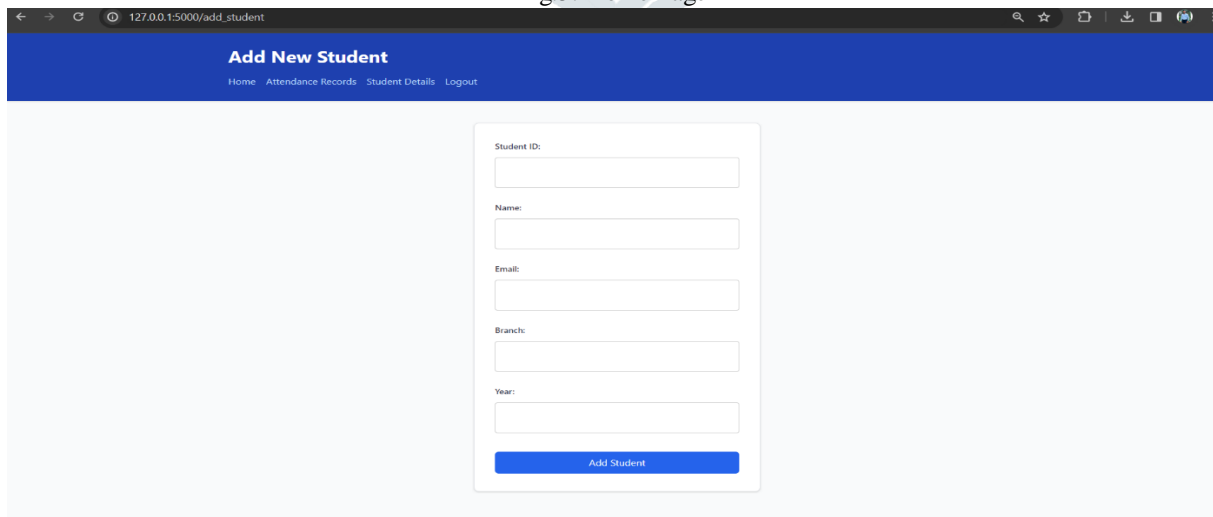 127.0.0.1:5000/add_student
Add New Student
Home Attendance Records Student Details Logout
Student ID:
Name:
Email:
Branch:
Year:
Add Student